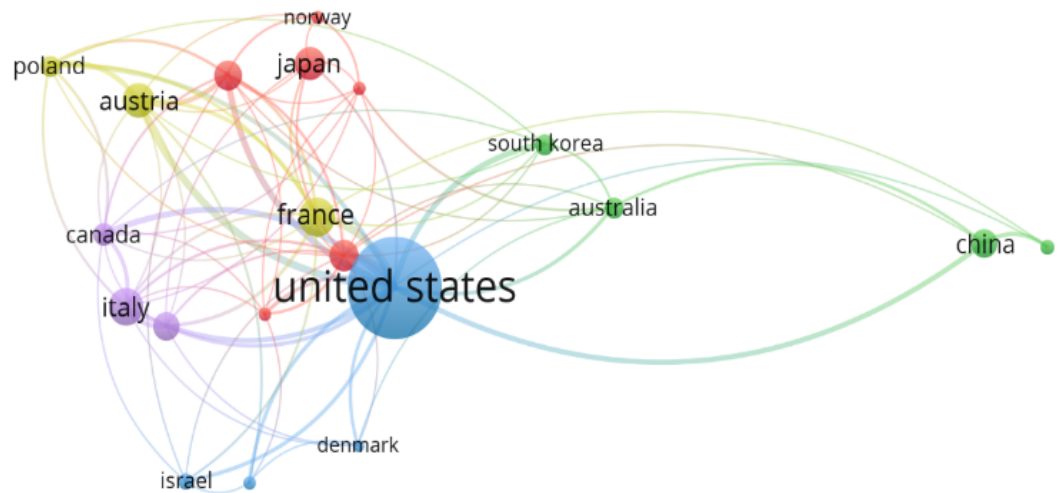 norway
japan
poland
austria
south korea
australia
france
canada
china
united states
italy
denmark
israel